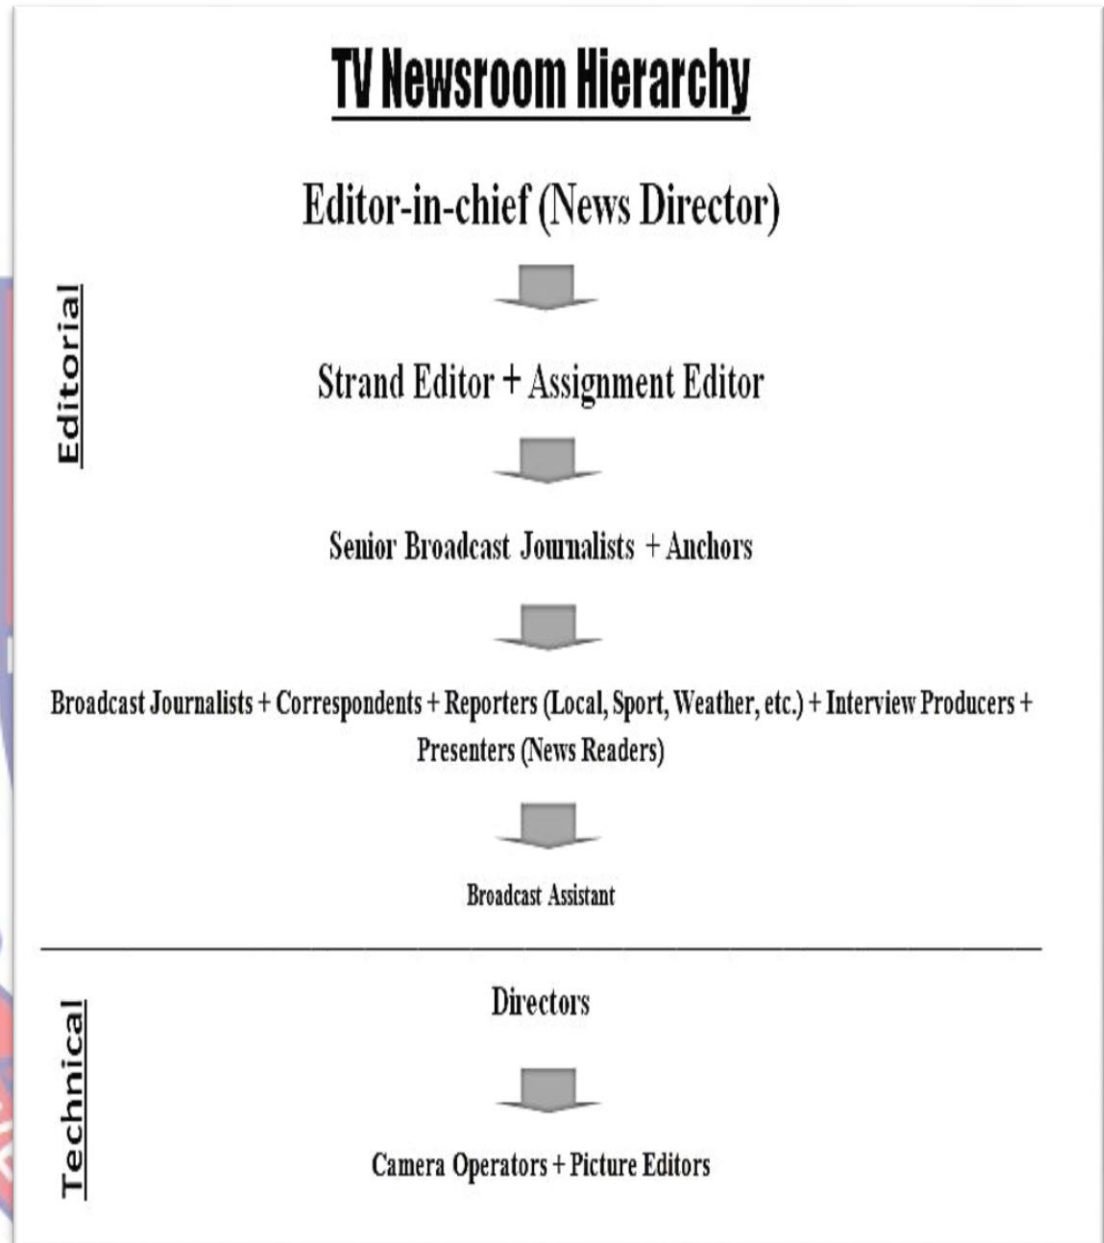 TV Newsroom Hierarchy
Editor-in-chief (News Director)
Editorial
Strand Editor + Assignment Editor
Senior Broadcast Journalists + Anchors
Broadcast Journalists + Correspondents + Reporters (Local, Sport, Weather, etc.) + Interview Producers +
Presenters (News Readers)
Broadcast Assistant
Technical
Directors
Camera Operators + Picture Editors